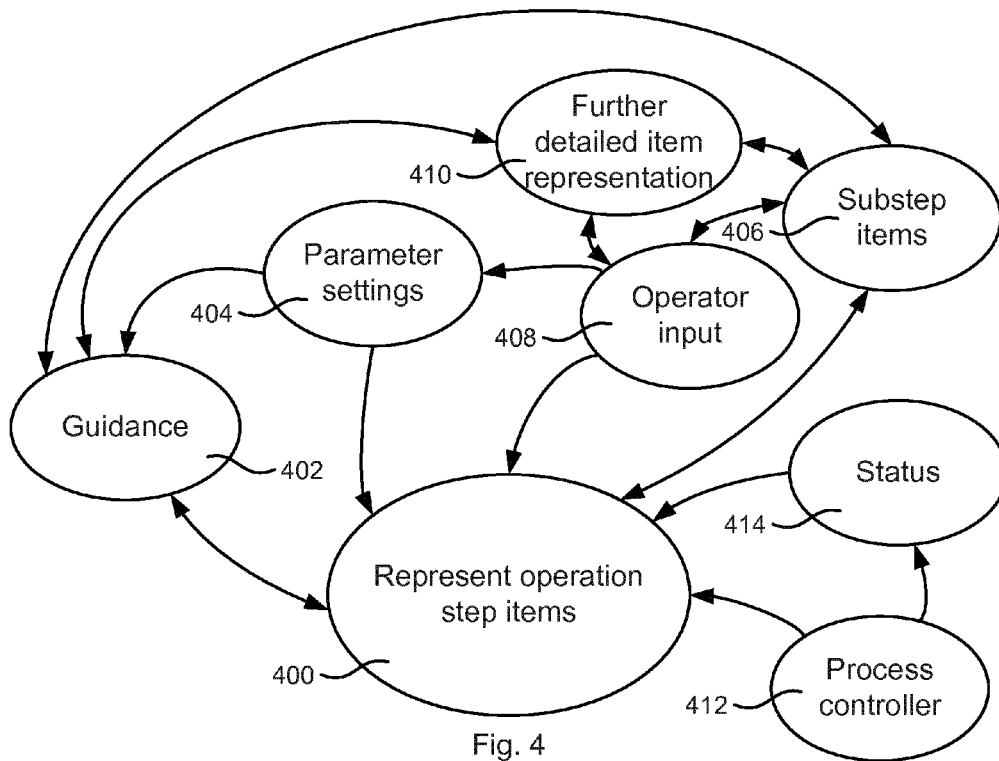 Further
detailed item
representation
410
Substep
items
406
Parameter
settings
404
Operator
input
408
Guidance
402
Status
414
Represent operation
step items
400
Process
controller
412
Fig. 4